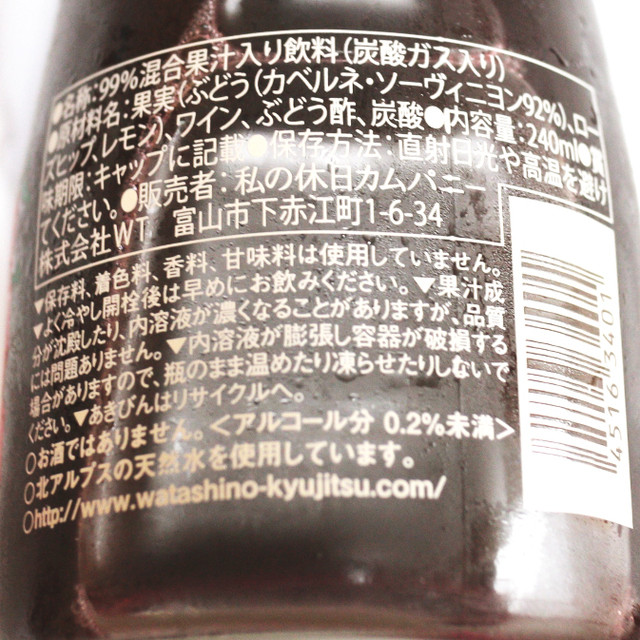 ●名称：99%混合果汁入り飲料（炭酸ガス入り）
●原材料名：果実（ぶどう（カベルネ・ソーヴィニヨン92%）、ロー
ズヒップ、レモン）、ワイン、ぶどう酢、炭酸●内容量：240ml●賞
味期限：キャップに記載●保存方法：直射日光や高温を避け
てください。●販売者：私の休日カムパニー
株式会社WT 富山市下赤江町1-6-34
▼保存料、着色料、香料、甘味料は使用していません。
▼よく冷やし開栓後は早めにお飲みください。▼果汁成
分が沈殿したり、内溶液が濃くなることがありますが、品質
には問題ありません。▼内溶液が膨張し容器が破損する
場合がありますので、瓶のまま温めたり凍らせたりしないで
ください。▼あきびんはリサイクルへ。
○お酒ではありません。＜アルコール分 0.2%未満＞
○北アルプスの天然水を使用しています。
○http://www.watashino-kyujitsu.com/